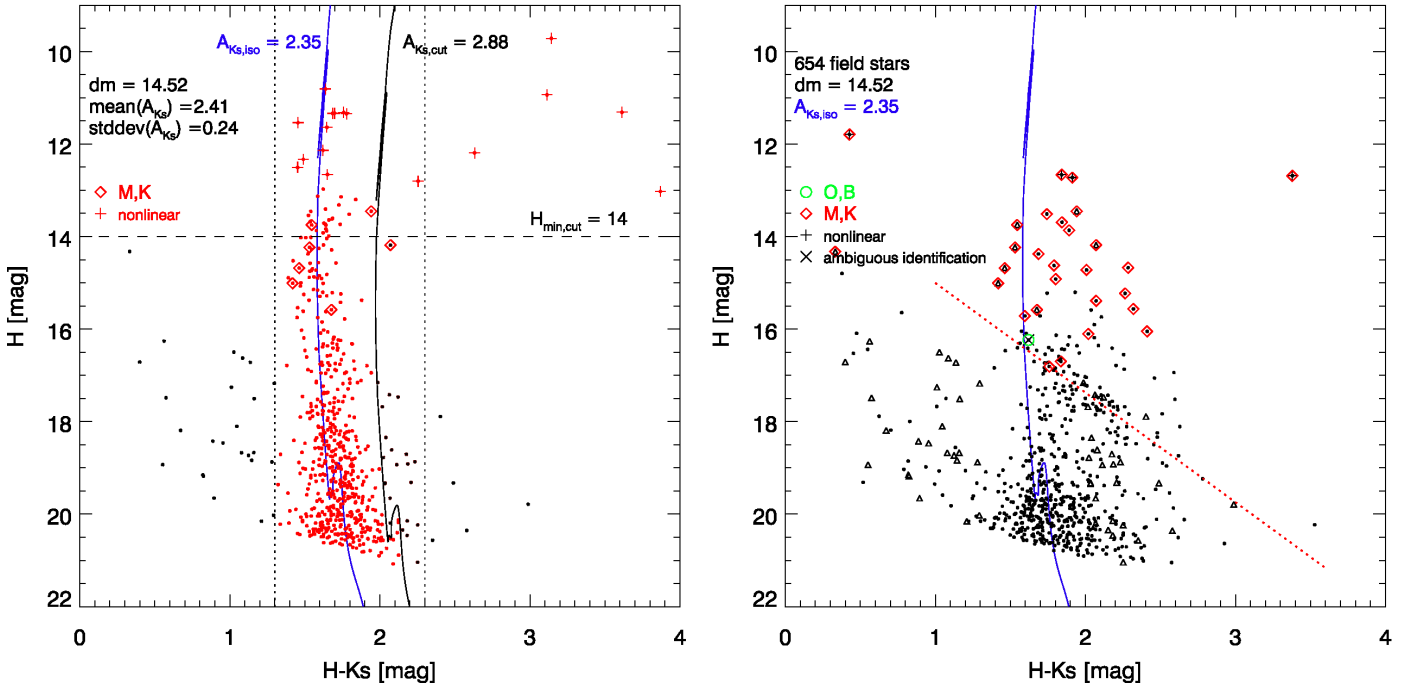 A_Ks,iso = 2.35
A_Ks,cut = 2.88
dm = 14.52
mean(A_Ks) =2.41
stddev(A_Ks) =0.24
M,K
nonlinear
H_min,cut = 14
10
12
14
16
18
20
22
H [mag]
0
1
2
3
4
H-Ks [mag]
654 field stars
dm = 14.52
A_Ks,iso = 2.35
O,B
M,K
nonlinear
ambiguous identification
10
12
14
16
18
20
22
H [mag]
0
1
2
3
4
H-Ks [mag]